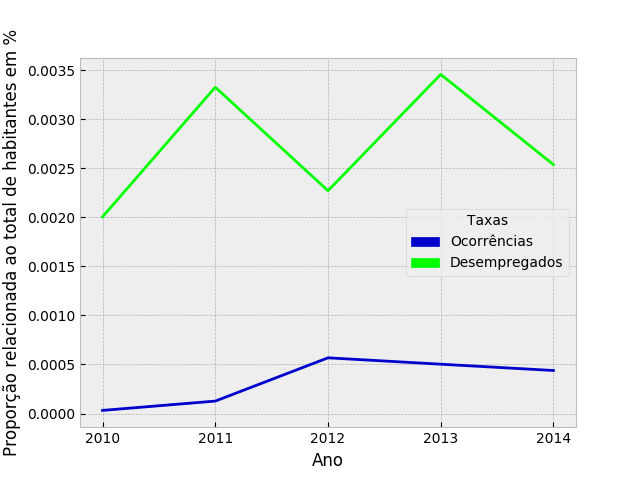 Proporção relacionada ao total de habitantes em %
0.0035
0.0030
0.0025
0.0020
0.0015
0.0010
0.0005
0.0000
Taxas
Ocorrências
Desempregados
2010 2011 2012 2013 2014
Ano